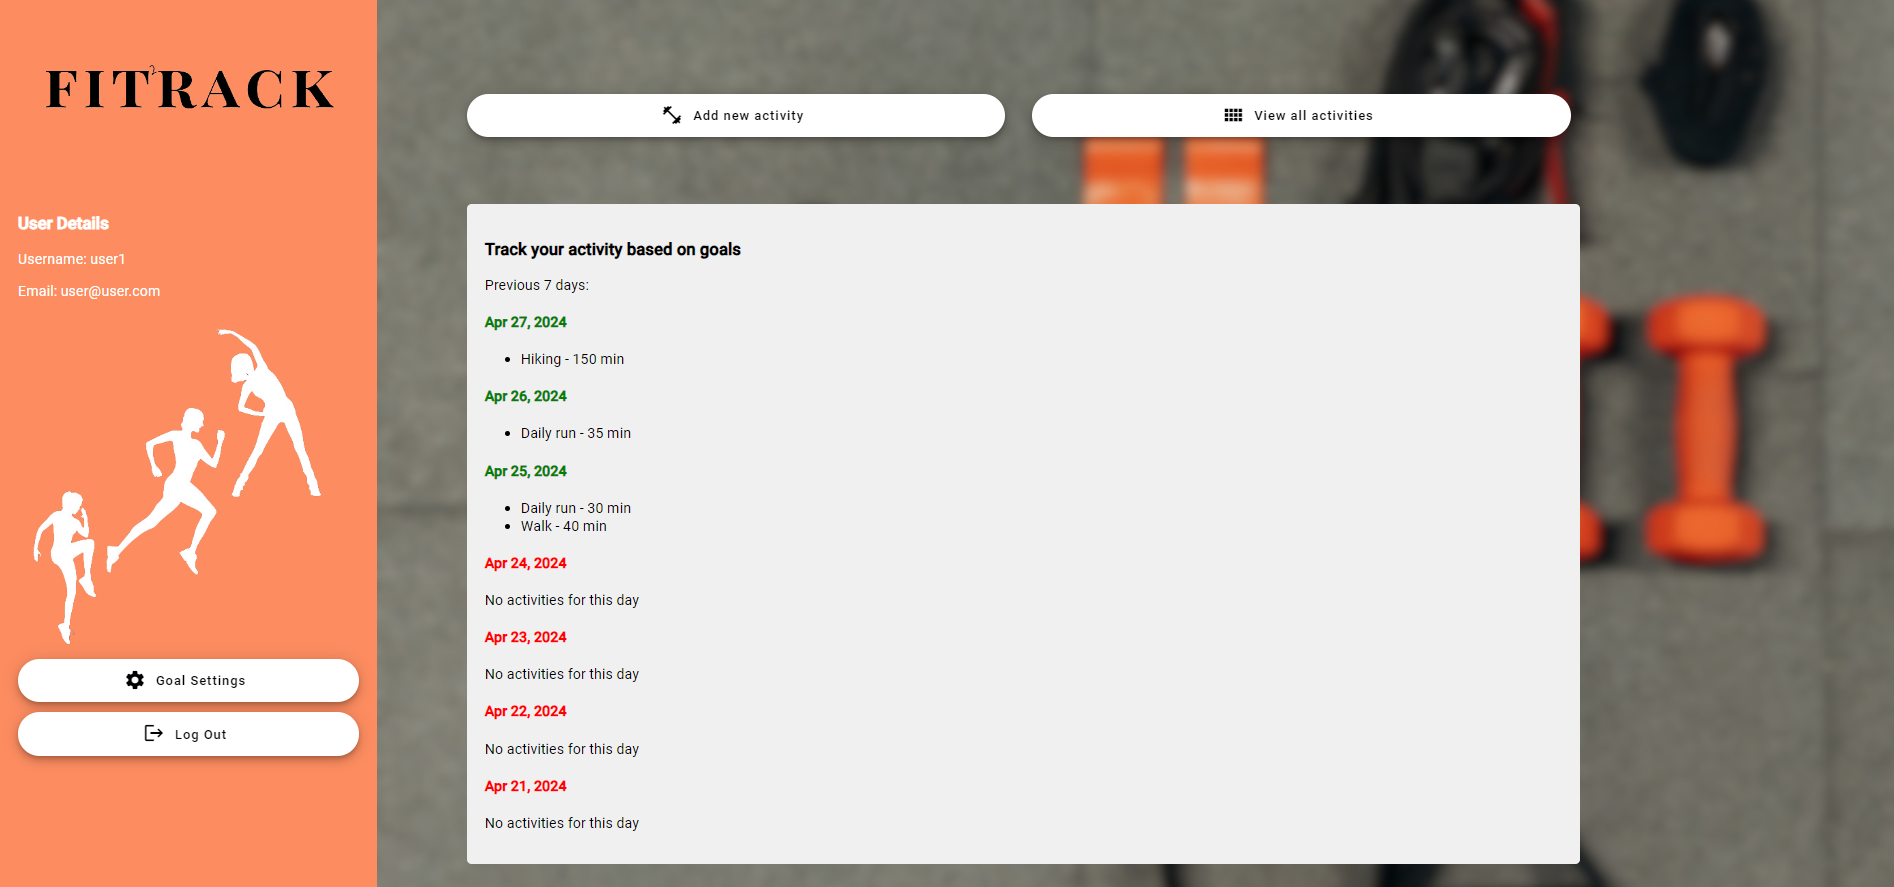 FITRACK
User Details
Username: user1
Email: user@user.com
Goal Settings
Log Out
Add new activity
View all activities
Track your activity based on goals
Previous 7 days:
Apr 27, 2024
Hiking - 150 min
Apr 26, 2024
Daily run - 35 min
Apr 25, 2024
Daily run - 30 min
Walk - 40 min
Apr 24, 2024
No activities for this day
Apr 23, 2024
No activities for this day
Apr 22, 2024
No activities for this day
Apr 21, 2024
No activities for this day